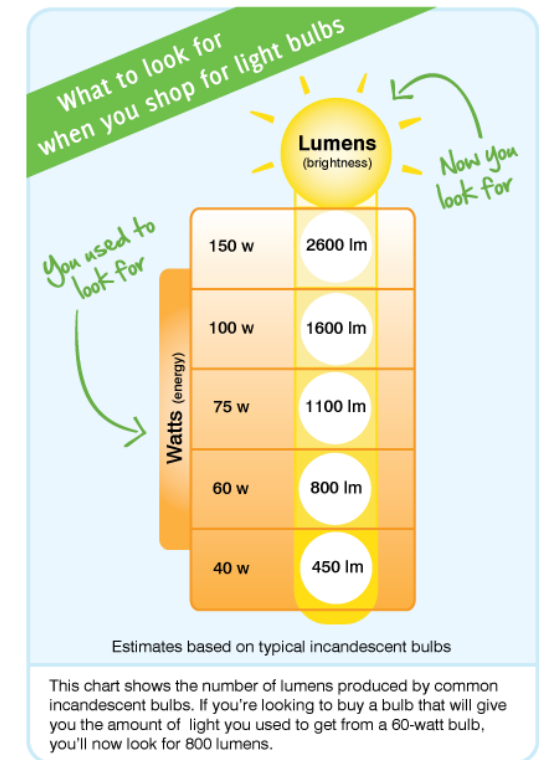 What to look for
when you shop for light bulbs
Lumens
(brightness)
Now you
look for
You used to
look for
Watts (energy)
150 w 2600 lm
100 w 1600 lm
75 w 1100 lm
60 w 800 lm
40 w 450 lm
Estimates based on typical incandescent bulbs
This chart shows the number of lumens produced by common
incandescent bulbs. If you’re looking to buy a bulb that will give
you the amount of light you used to get from a 60-watt bulb,
you’ll now look for 800 lumens.